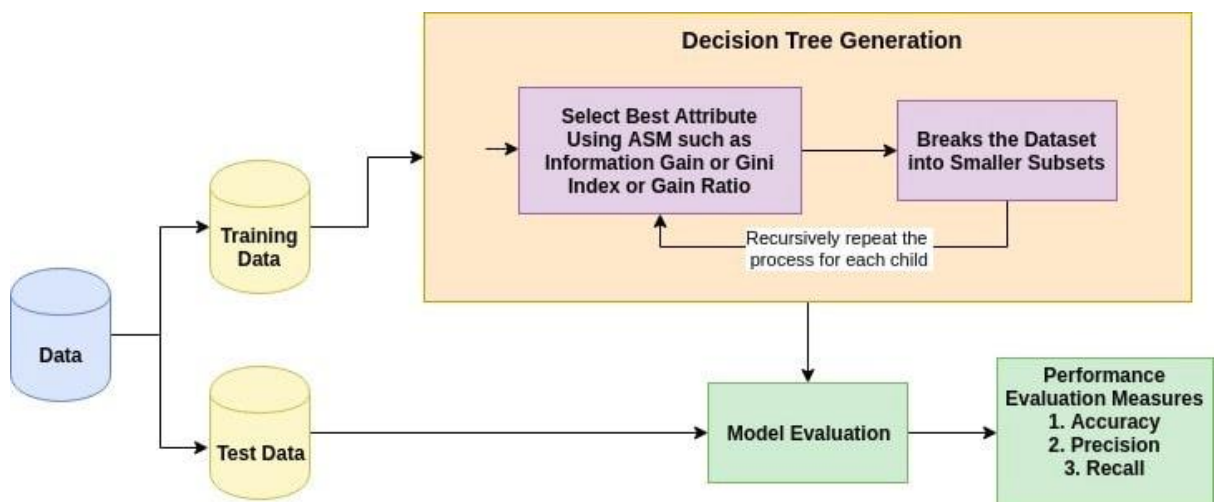 Decision Tree Generation
Select Best Attribute
Using ASM such as
Information Gain or Gini
Index or Gain Ratio
Breaks the Dataset
into Smaller Subsets
Recursively repeat the
process for each child
Training
Data
Data
Test Data
Model Evaluation
Performance
Evaluation Measures
1. Accuracy
2. Precision
3. Recall